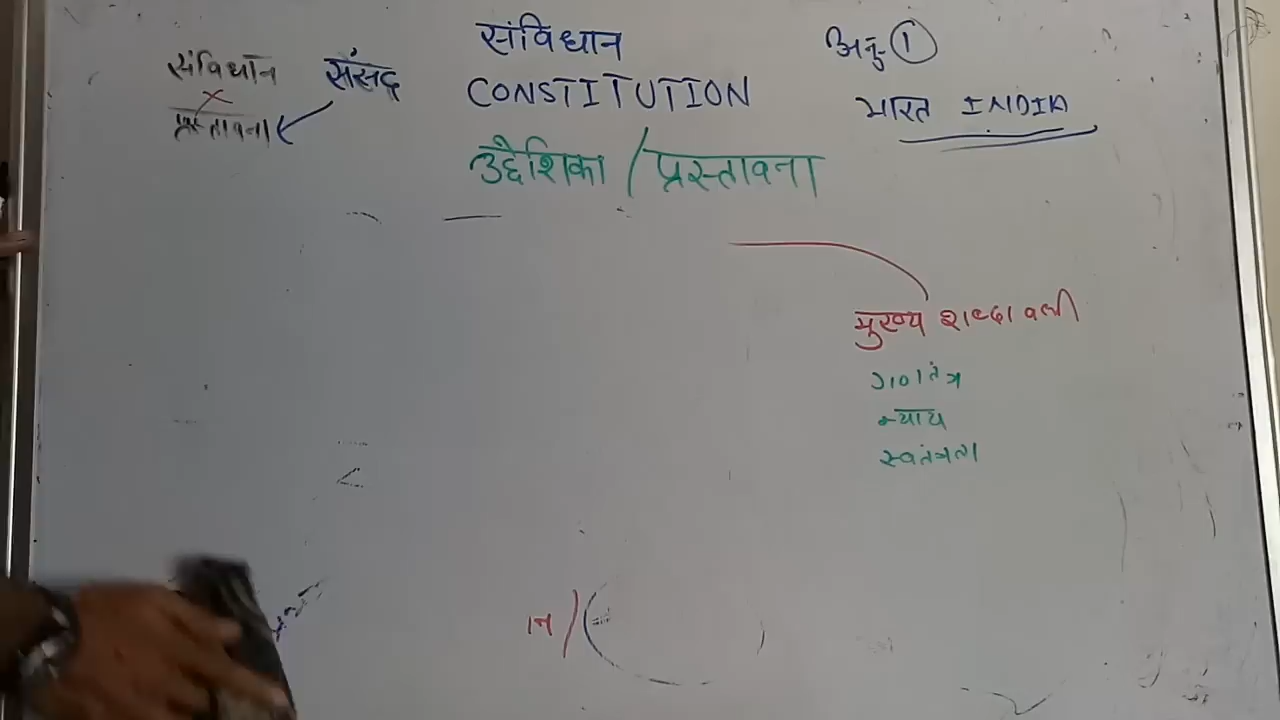 संविधान
CONSTITUTION
उद्देशिका / प्रस्तावना
संविधान
प्रस्तावना
संसद
अनु- 1
भारत INDIA
मुख्य शब्दावली
गणतंत्र
न्याय
स्वतंत्रता